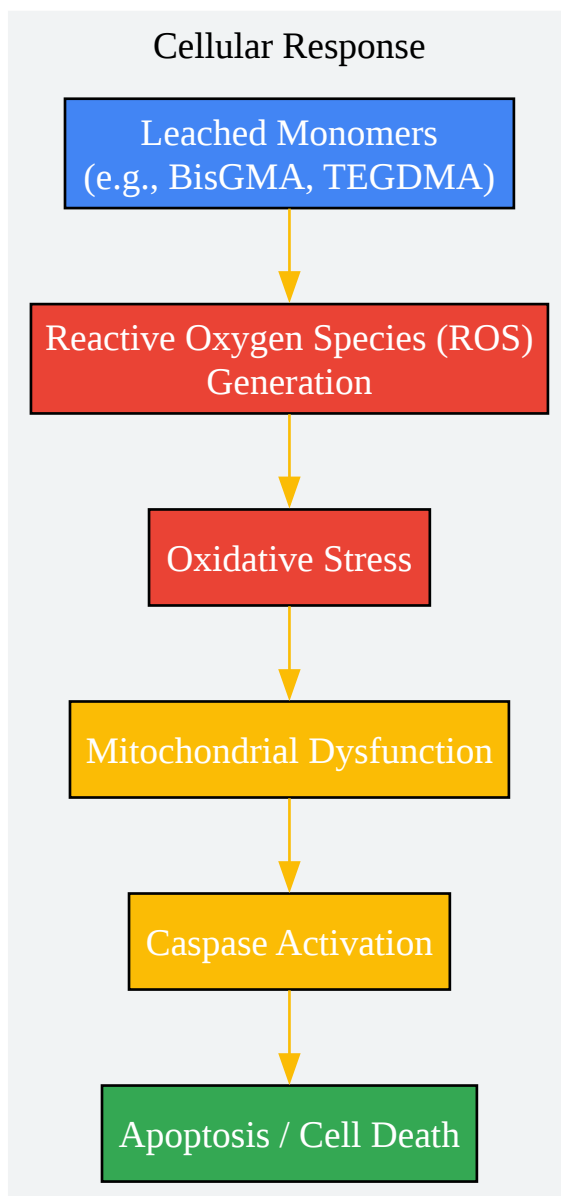 Cellular Response
Leached Monomers
(e.g., BisGMA, TEGDMA)
Reactive Oxygen Species (ROS)
Generation
Oxidative Stress
Mitochondrial Dysfunction
Caspase Activation
Apoptosis / Cell Death